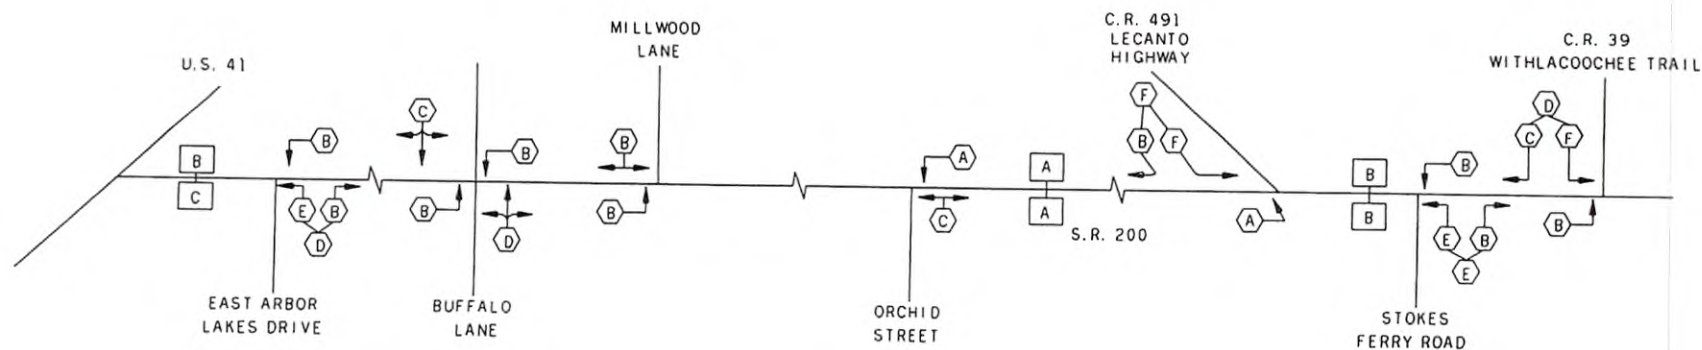 MILLWOOD
LANE
C.R. 491
LECANTO
HIGHWAY
C.R. 39
WITHLACOOCHEE TRAIL
U.S. 41
F
D
C
B
B
B
B
A
B
F
C
F
B
C
A
A
B
B
B
E
B
D
B
D
B
C
A
S.R. 200
E
B
E
B
EAST ARBOR
LAKES DRIVE
BUFFALO
LANE
ORCHID
STREET
STOKES
FERRY ROAD